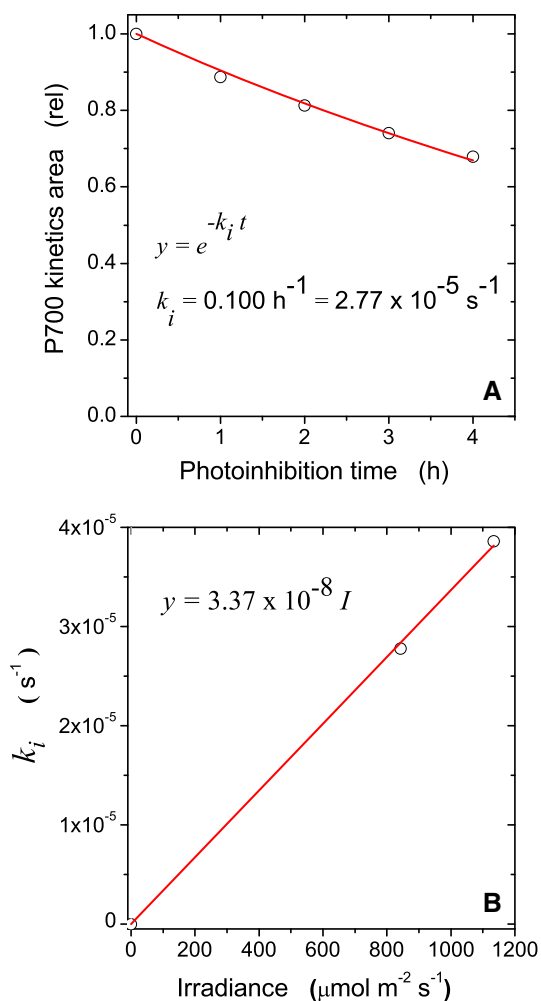 1.0
0.8
0.6
0.4
0.2
0.0
P700 kinetics area (rel)
y = e^{-k_i t}
k_i = 0.100 h^{-1} = 2.77 x 10^{-5} s^{-1}
A
0 1 2 3 4
Photoinhibition time (h)
4x10^{-5}
3x10^{-5}
2x10^{-5}
1x10^{-5}
0
k_i (s^{-1})
y = 3.37 x 10^{-8} I
B
0 200 400 600 800 1000 1200
Irradiance (μmol m^{-2} s^{-1})